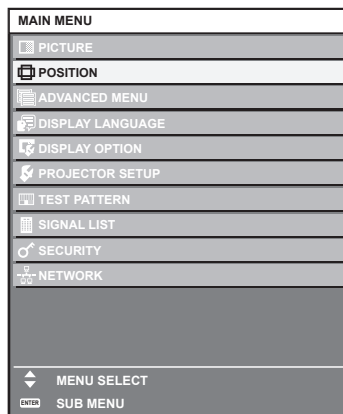 MAIN MENU
PICTURE
POSITION
ADVANCED MENU
DISPLAY LANGUAGE
DISPLAY OPTION
PROJECTOR SETUP
TEST PATTERN
SIGNAL LIST
SECURITY
NETWORK
MENU SELECT
ENTER SUB MENU